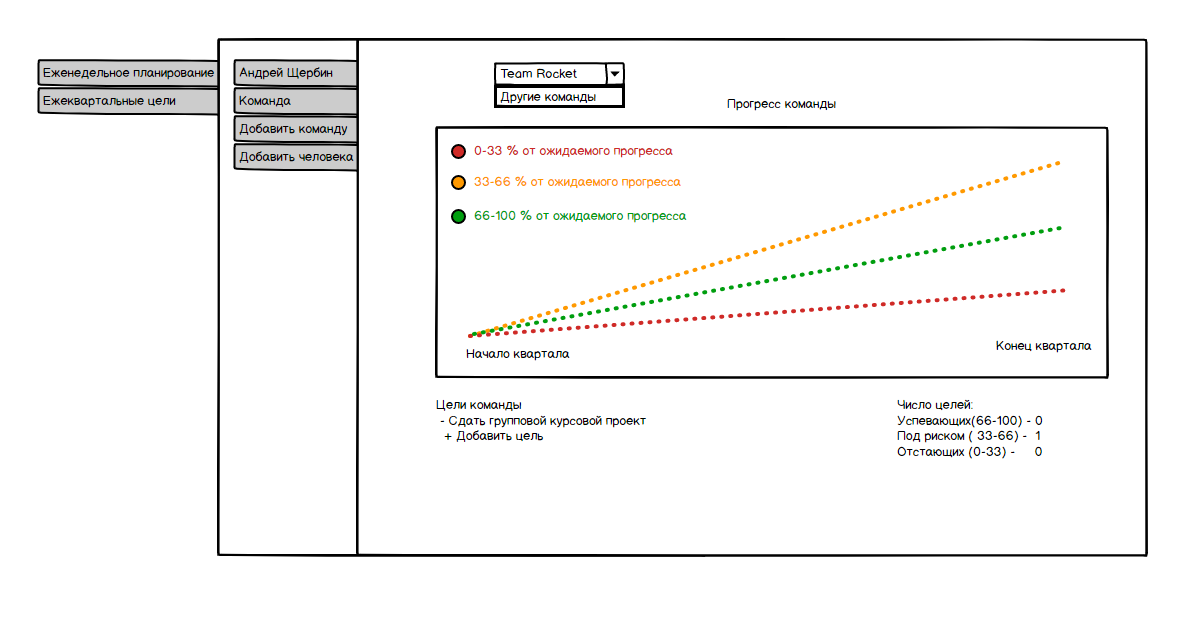 Еженедельное планирование
Ежеквартальные цели
Андрей Щербин
Команда
Добавить команду
Добавить человека
Team Rocket
Другие команды
Прогресс команды
0-33 % от ожидаемого прогресса
33-66 % от ожидаемого прогресса
66-100 % от ожидаемого прогресса
Начало квартала
Конец квартала
Цели команды
- Сдать групповой курсовой проект
+ Добавить цель
Число целей:
Успевающих(66-100) - 0
Под риском ( 33-66) - 1
Отстающих (0-33) - 0